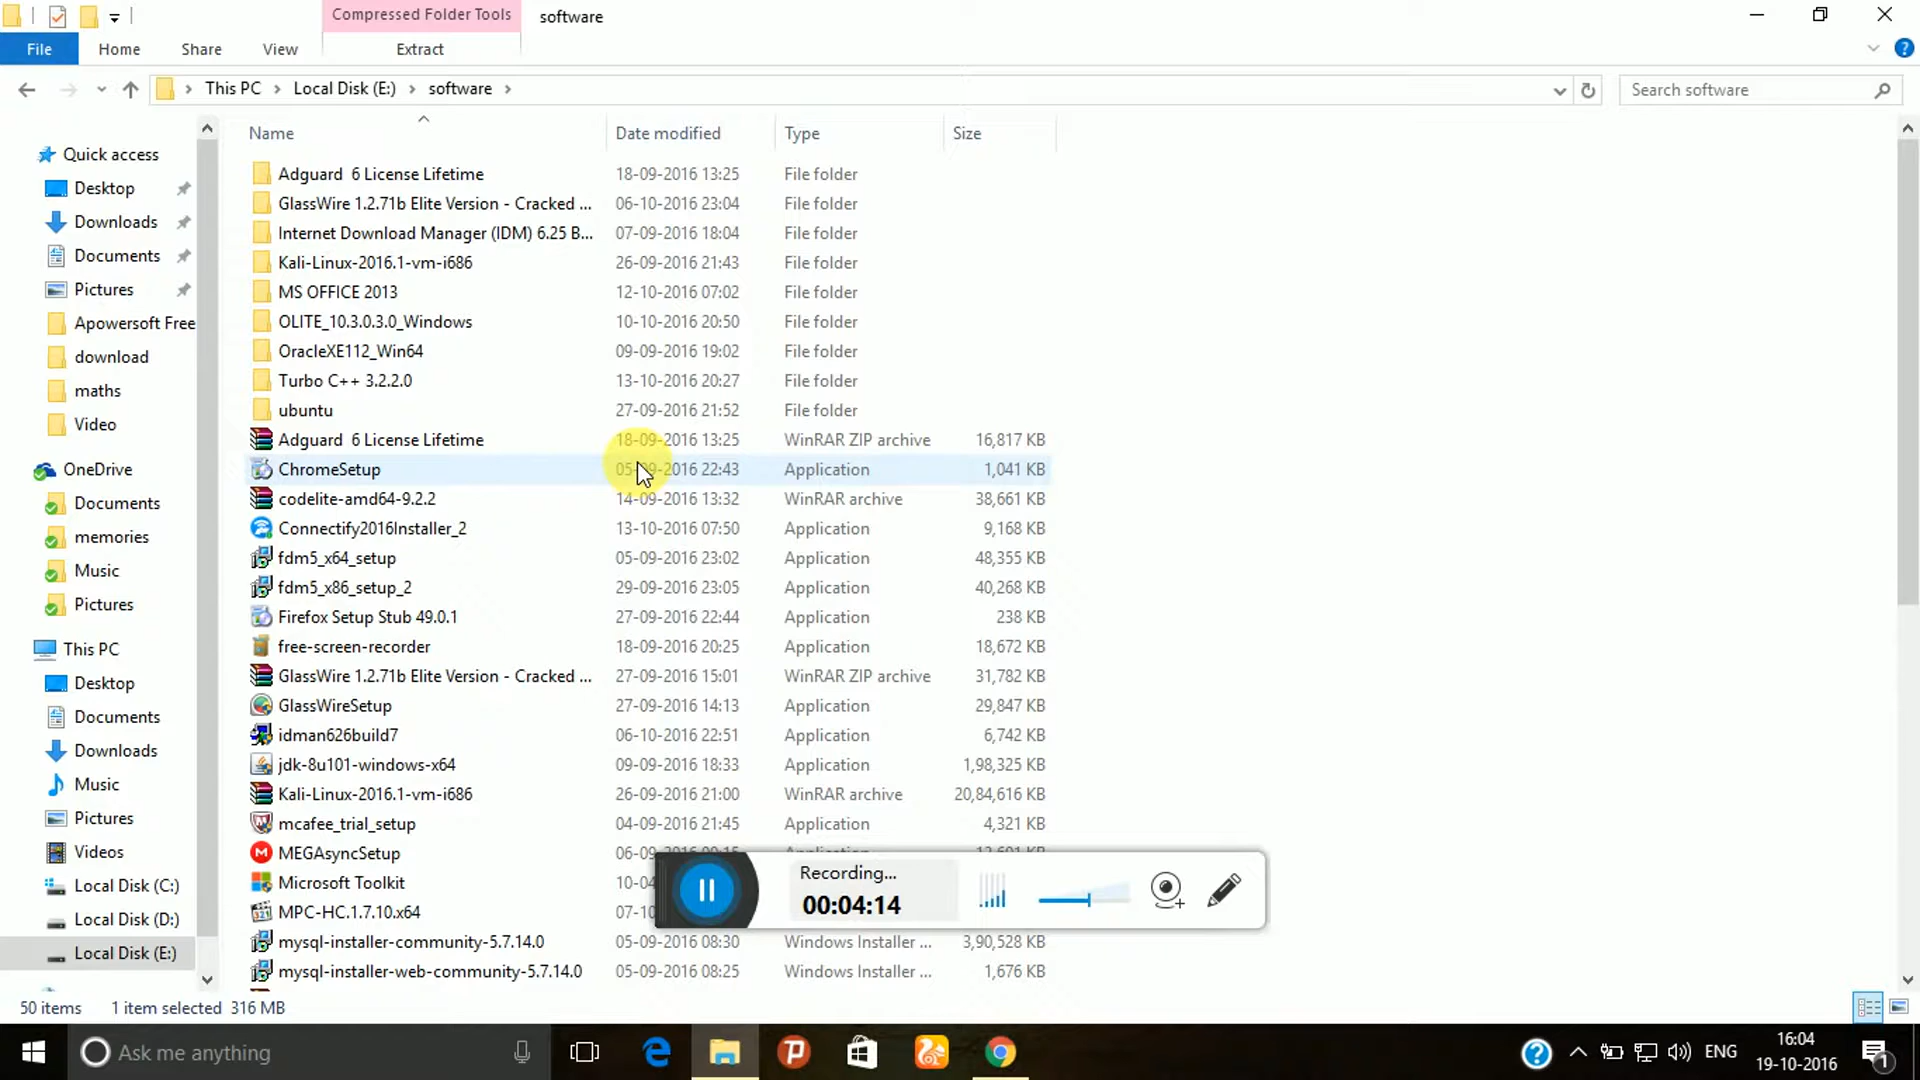 Compressed Folder Tools
software
File Home Share View Extract
This PC Local Disk (E:) software
Search software
Name Date modified Type Size
Quick access
Desktop
Downloads
Documents
Pictures
Apowersoft Free
download
maths
Video
OneDrive
Documents
memories
Music
Pictures
This PC
Desktop
Documents
Downloads
Music
Pictures
Videos
Local Disk (C:)
Local Disk (D:)
Local Disk (E:)
Adguard 6 License Lifetime 18-09-2016 13:25 File folder
GlassWire 1.2.71b Elite Version - Cracked ... 06-10-2016 23:04 File folder
Internet Download Manager (IDM) 6.25 B... 07-09-2016 18:04 File folder
Kali-Linux-2016.1-vm-i686 26-09-2016 21:43 File folder
MS OFFICE 2013 12-10-2016 07:02 File folder
OLITE_10.3.0.3.0_Windows 10-10-2016 20:50 File folder
OracleXE112_Win64 09-09-2016 19:02 File folder
Turbo C++ 3.2.2.0 13-10-2016 20:27 File folder
ubuntu 27-09-2016 21:52 File folder
Adguard 6 License Lifetime 18-09-2016 13:25 WinRAR ZIP archive 16,817 KB
ChromeSetup 05-09-2016 22:43 Application 1,041 KB
codelite-amd64-9.2.2 14-09-2016 13:32 WinRAR archive 38,661 KB
Connectify2016Installer_2 13-10-2016 07:50 Application 9,168 KB
fdm5_x64_setup 05-09-2016 23:02 Application 48,355 KB
fdm5_x86_setup_2 29-09-2016 23:05 Application 40,268 KB
Firefox Setup Stub 49.0.1 27-09-2016 22:44 Application 238 KB
free-screen-recorder 18-09-2016 20:25 Application 18,672 KB
GlassWire 1.2.71b Elite Version - Cracked ... 27-09-2016 15:01 WinRAR ZIP archive 31,782 KB
GlassWireSetup 27-09-2016 14:13 Application 29,847 KB
idman626build7 06-10-2016 22:51 Application 6,742 KB
jdk-8u101-windows-x64 09-09-2016 18:33 Application 1,98,325 KB
Kali-Linux-2016.1-vm-i686 26-09-2016 21:00 WinRAR archive 20,84,616 KB
mcafee_trial_setup 04-09-2016 21:45 Application 4,321 KB
MEGAsyncSetup
Microsoft Toolkit
MPC-HC.1.7.10.x64
mysql-installer-community-5.7.14.0 05-09-2016 08:30 Windows Installer ... 3,90,528 KB
mysql-installer-web-community-5.7.14.0 05-09-2016 08:25 Windows Installer ... 1,676 KB
Recording...
00:04:14
50 items 1 item selected 316 MB
Ask me anything
ENG
16:04
19-10-2016
1